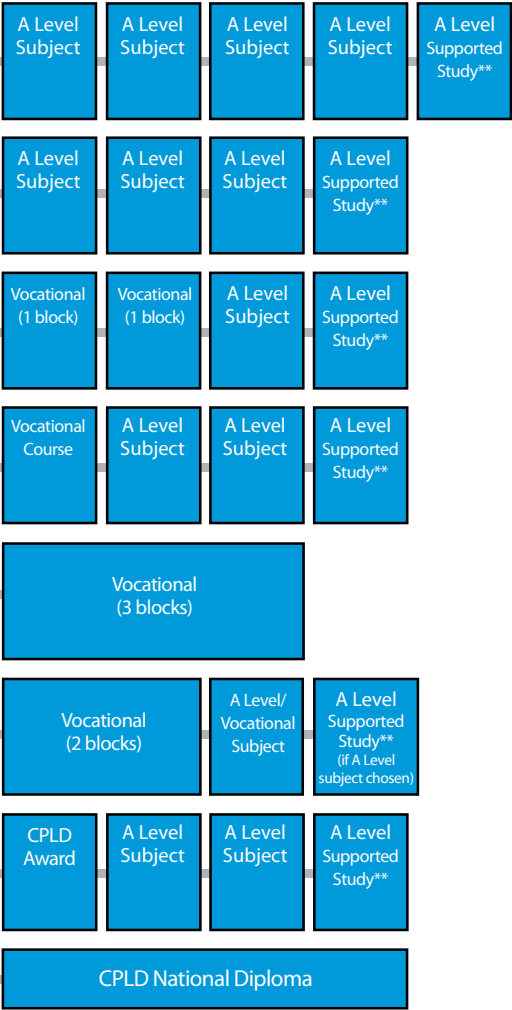 A Level
Subject
A Level
Subject
A Level
Subject
A Level
Subject
A Level
Supported
Study**
A Level
Subject
A Level
Subject
A Level
Subject
A Level
Supported
Study**
Vocational
(1 block)
Vocational
(1 block)
A Level
Subject
A Level
Supported
Study**
Vocational
Course
A Level
Subject
A Level
Subject
A Level
Supported
Study**
Vocational
(3 blocks)
Vocational
(2 blocks)
A Level/
Vocational
Subject
A Level
Supported
Study**
(if A Level
subject chosen)
CPLD
Award
A Level
Subject
A Level
Subject
A Level
Supported
Study**
CPLD National Diploma